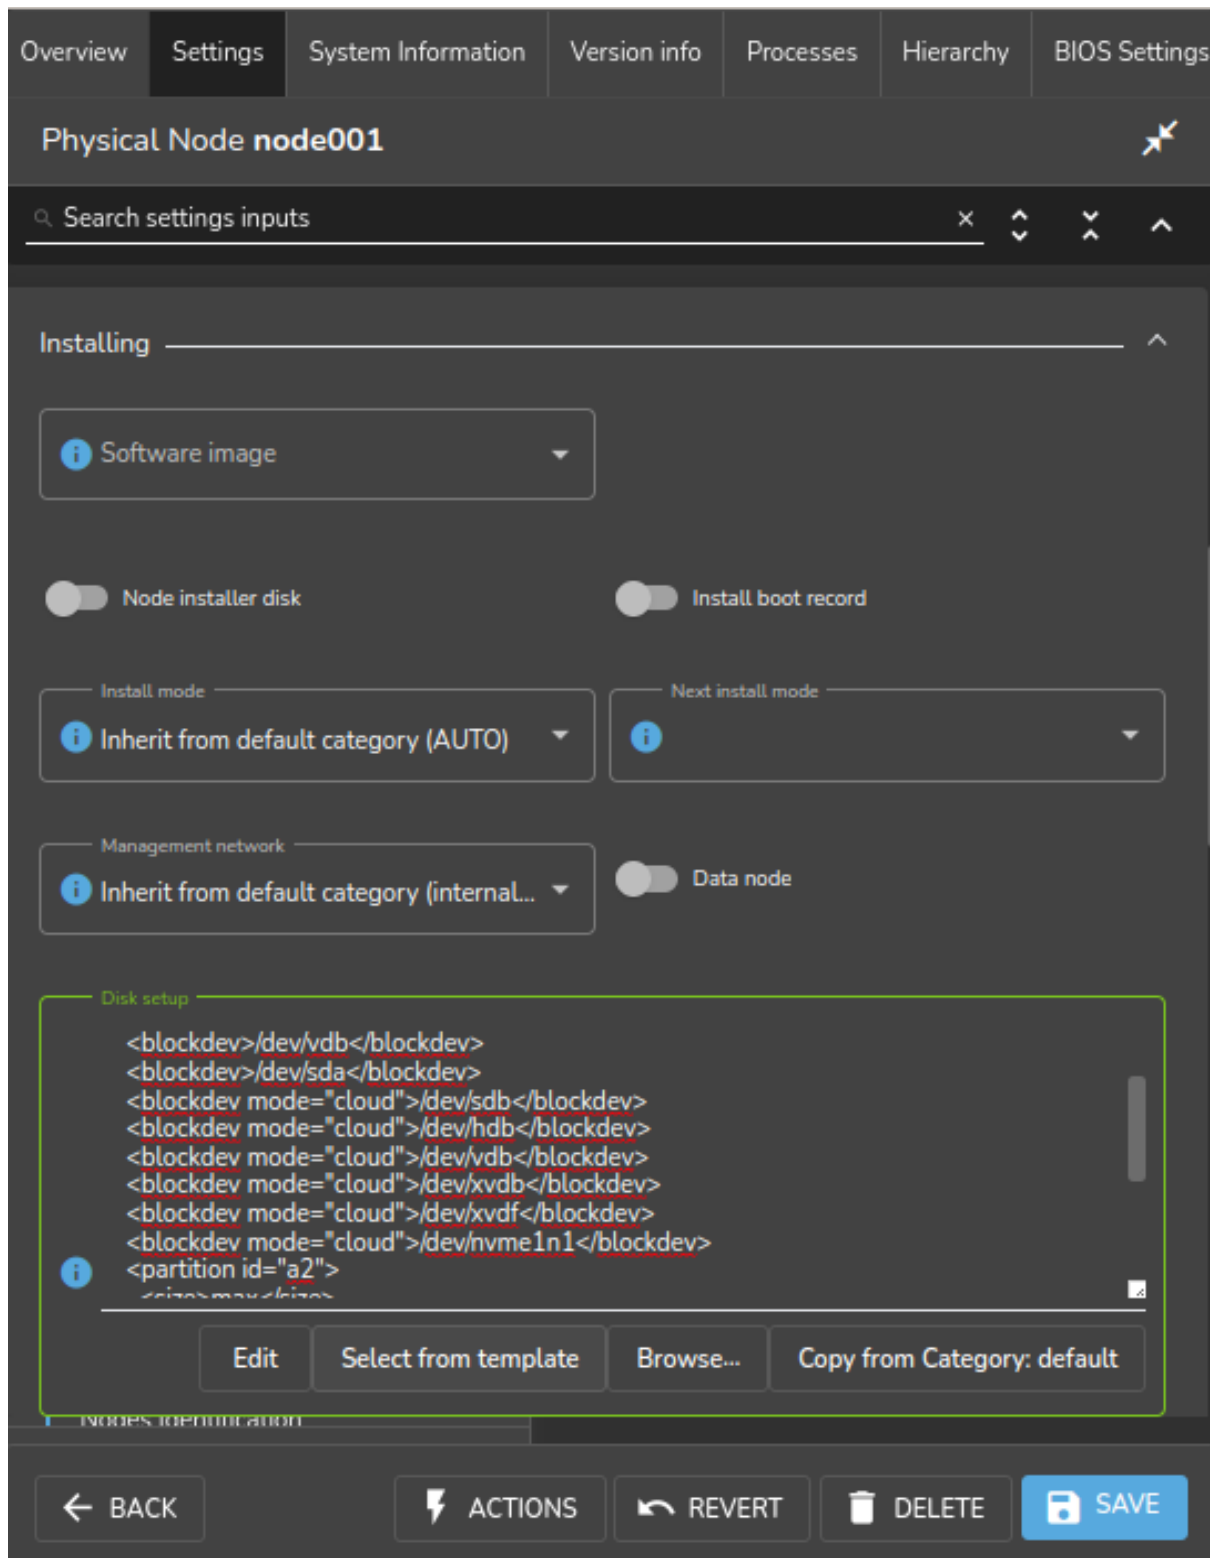 Overview Settings System Information Version info Processes Hierarchy BIOS Settings
Physical Node node001
Search settings inputs
Installing
Software image
Node installer disk Install boot record
Install mode Next install mode
Inherit from default category (AUTO)
Management network
Inherit from default category (internal... Data node
Disk setup
<blockdev>/dev/vdb</blockdev>
<blockdev>/dev/sda</blockdev>
<blockdev mode="cloud">/dev/sdb</blockdev>
<blockdev mode="cloud">/dev/hdb</blockdev>
<blockdev mode="cloud">/dev/vdb</blockdev>
<blockdev mode="cloud">/dev/xvdb</blockdev>
<blockdev mode="cloud">/dev/xvdf</blockdev>
<blockdev mode="cloud">/dev/nvme1n1</blockdev>
<partition id="a2">
<size>max</size>
Edit Select from template Browse... Copy from Category: default
Nodes Identification
BACK ACTIONS REVERT DELETE SAVE